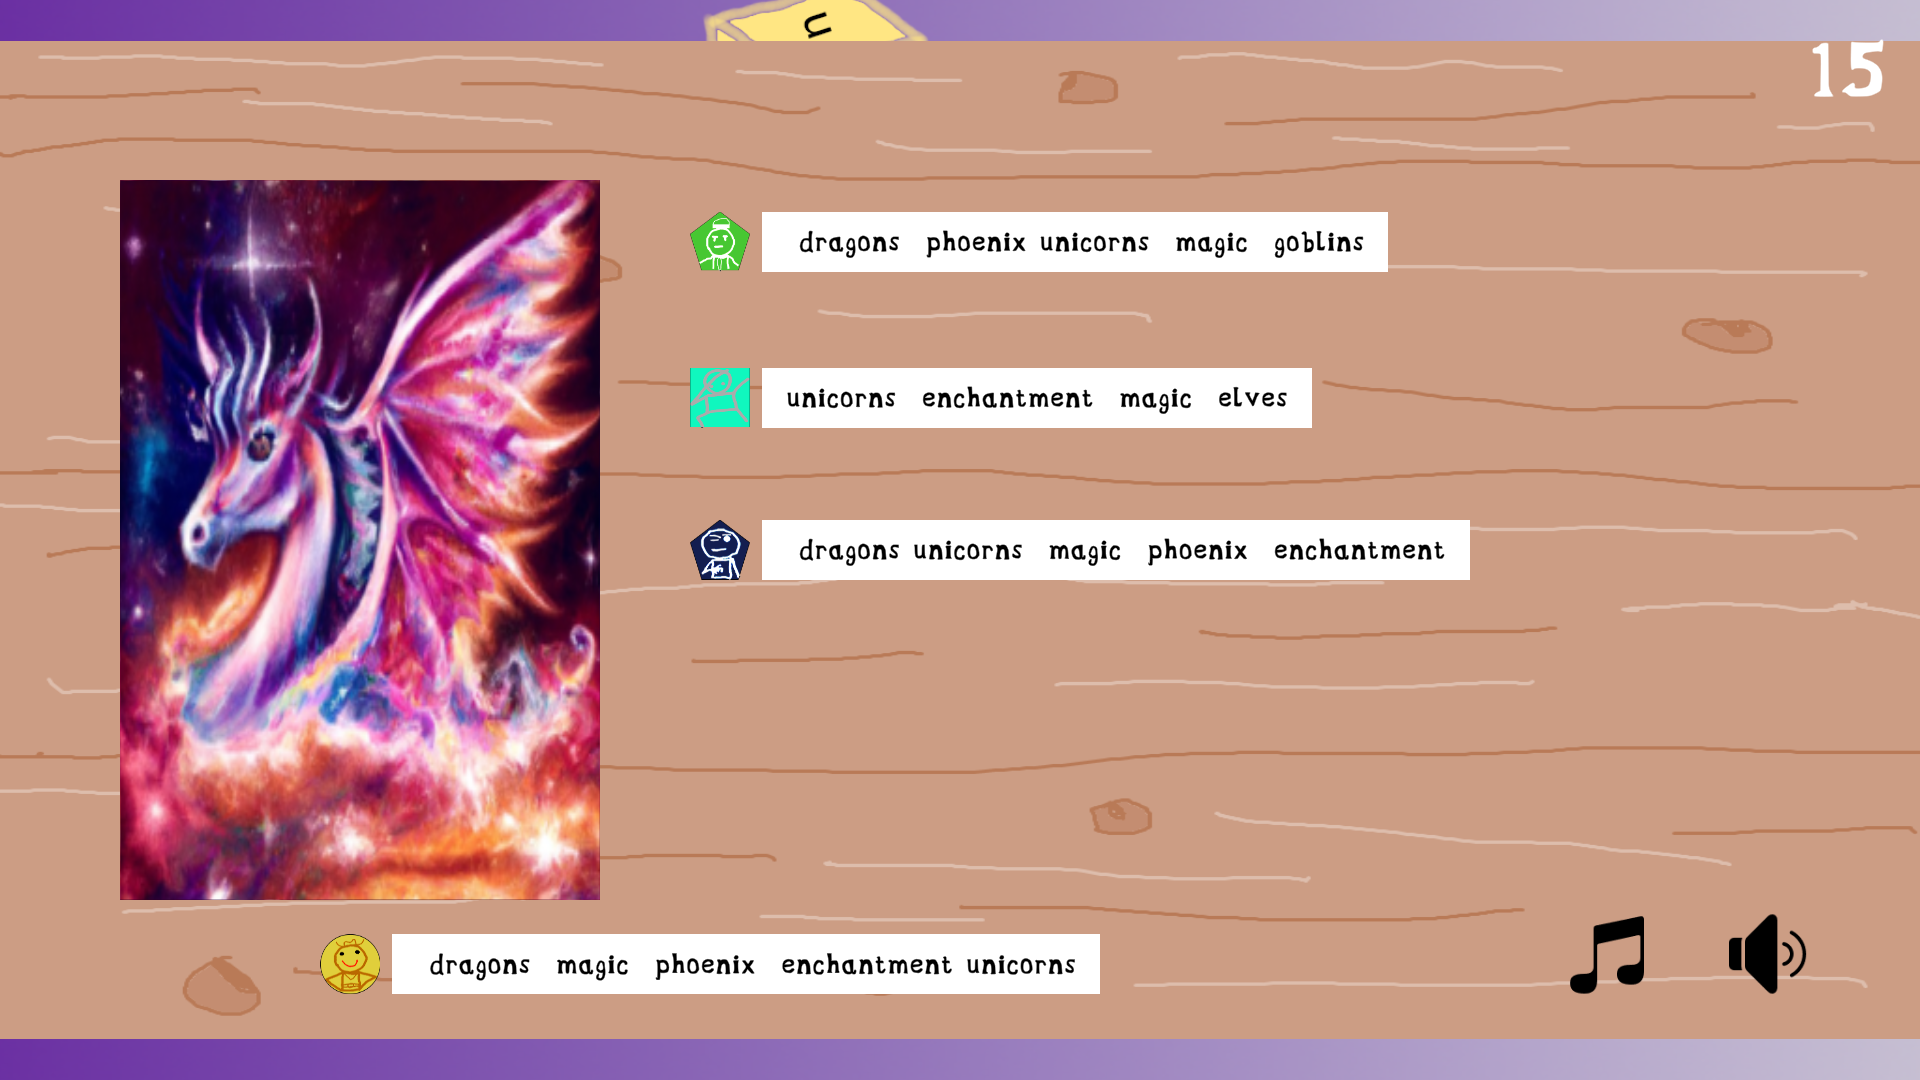 n
15
dragons phoenix unicorns magic goblins
unicorns enchantment magic elves
dragons unicorns magic phoenix enchantment
dragons magic phoenix enchantment unicorns